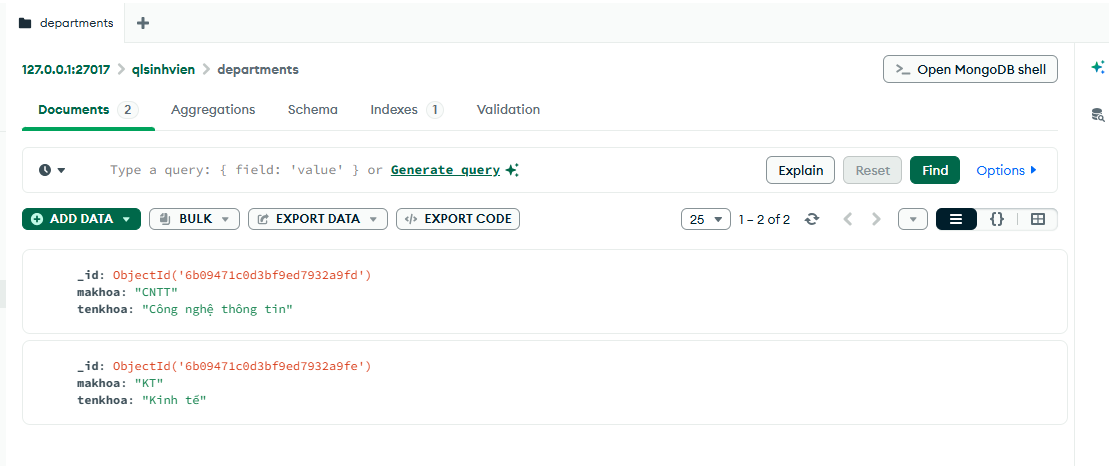 departments
127.0.0.1:27017 > qlsinhvien > departments
>_ Open MongoDB shell
Documents 2 Aggregations Schema Indexes 1 Validation
Type a query: { field: 'value' } or Generate query
Explain Reset Find Options
ADD DATA BULK EXPORT DATA </> EXPORT CODE
25 1 – 2 of 2 {}
_id: ObjectId('6b09471c0d3bf9ed7932a9fd')
makhoa: "CNTT"
tenkhoa: "Công nghệ thông tin"
_id: ObjectId('6b09471c0d3bf9ed7932a9fe')
makhoa: "KT"
tenkhoa: "Kinh tế"